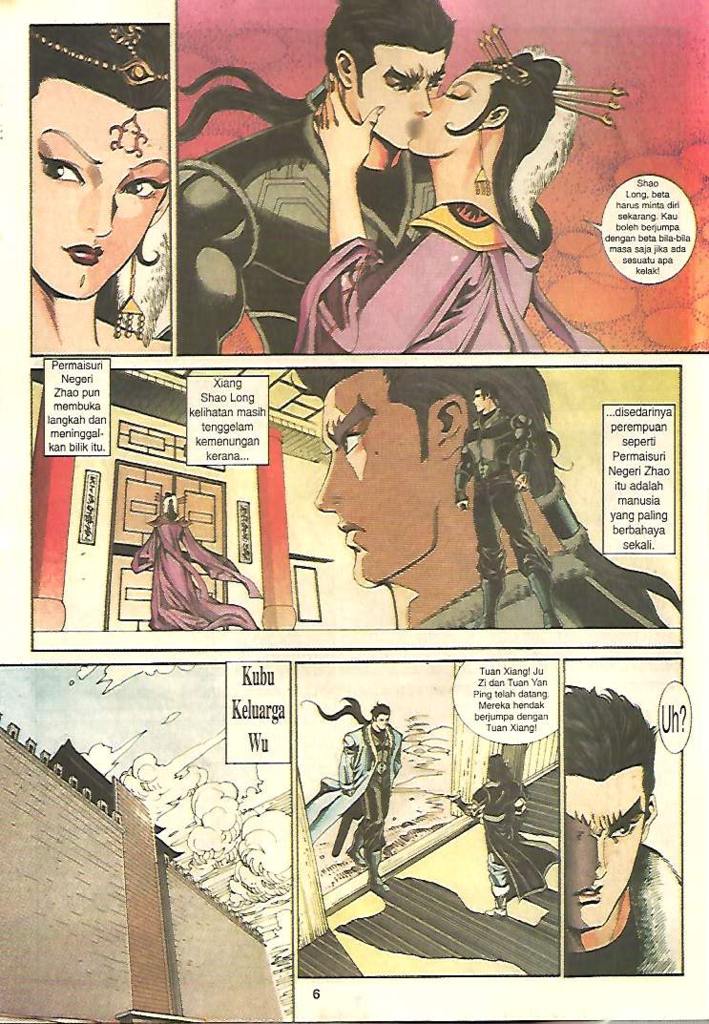 Shao
Long, beta
harus minta diri
sekarang. Kau
boleh berjumpa
dengan beta bila-bila
masa saja jika ada
sesuatu apa
kelak!
Permaisuri
Negeri
Zhao pun
membuka
langkah dan
meninggal-
kan bilik itu.
Xiang
Shao Long
kelihatan masih
tenggelam
kemenungan
kerana...
...disedarinya
perempuan
seperti
Permaisuri
Negeri Zhao
itu adalah
manusia
yang paling
berbahaya
sekali.
Kubu
Keluarga
Wu
Tuan Xiang! Ju
Zi dan Tuan Yan
Ping telah datang.
Mereka hendak
berjumpa dengan
Tuan Xiang!
Uh?
6